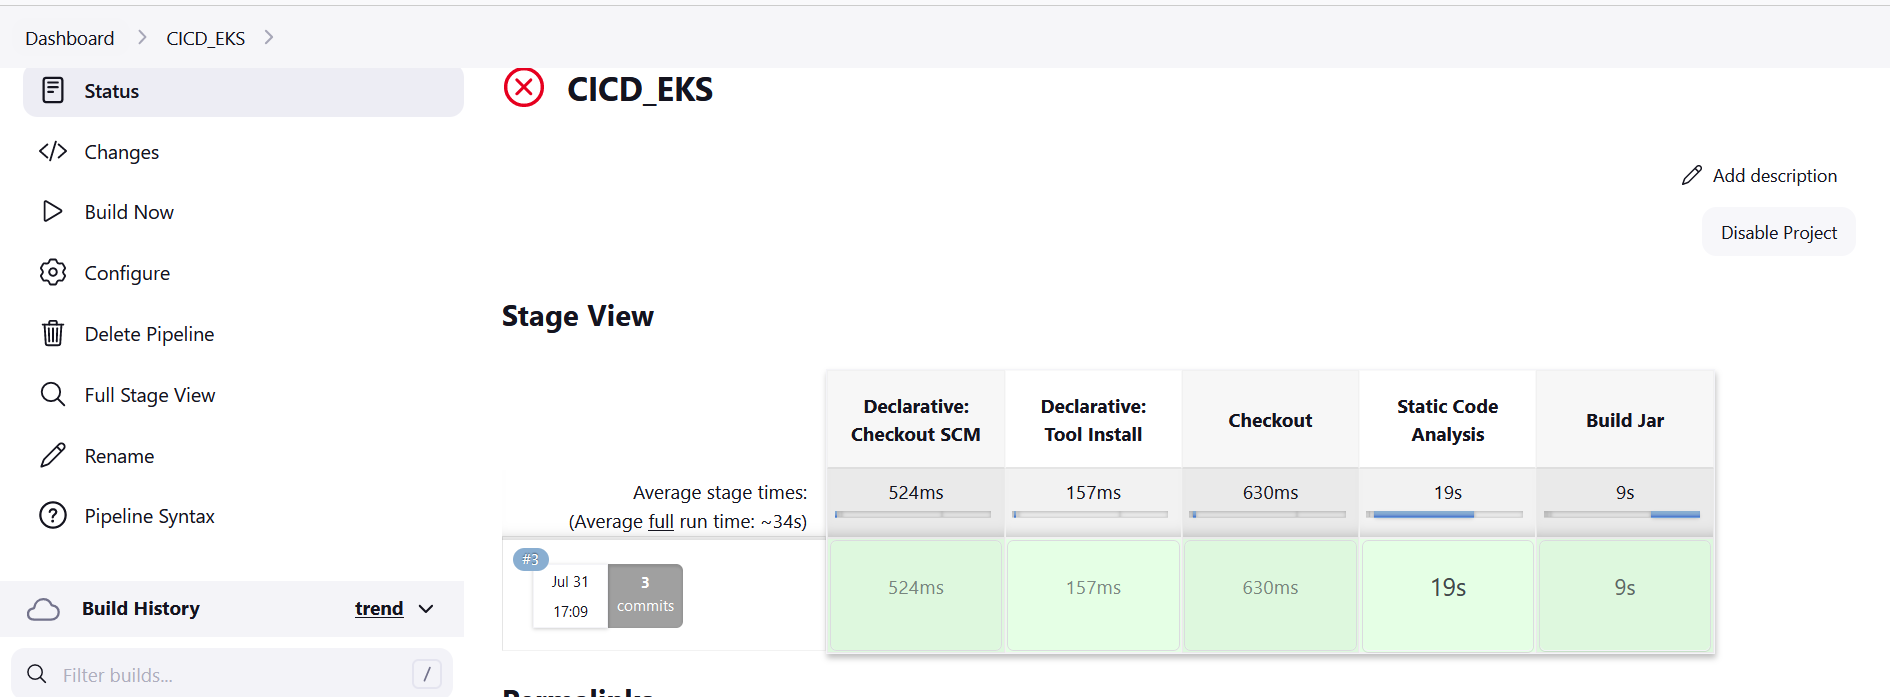 Dashboard
CICD_EKS
Status
CICD_EKS
Changes
Add description
Build Now
Disable Project
Configure
Delete Pipeline
Full Stage View
Rename
Pipeline Syntax
Stage View
Declarative:
Checkout SCM
Declarative:
Tool Install
Checkout
Static Code
Analysis
Build Jar
Average stage times:
(Average full run time: ~34s)
524ms
157ms
630ms
19s
9s
#3
Jul 31
17:09
3
commits
524ms
157ms
630ms
19s
9s
Build History
trend
Filter builds...
/
Permalinks